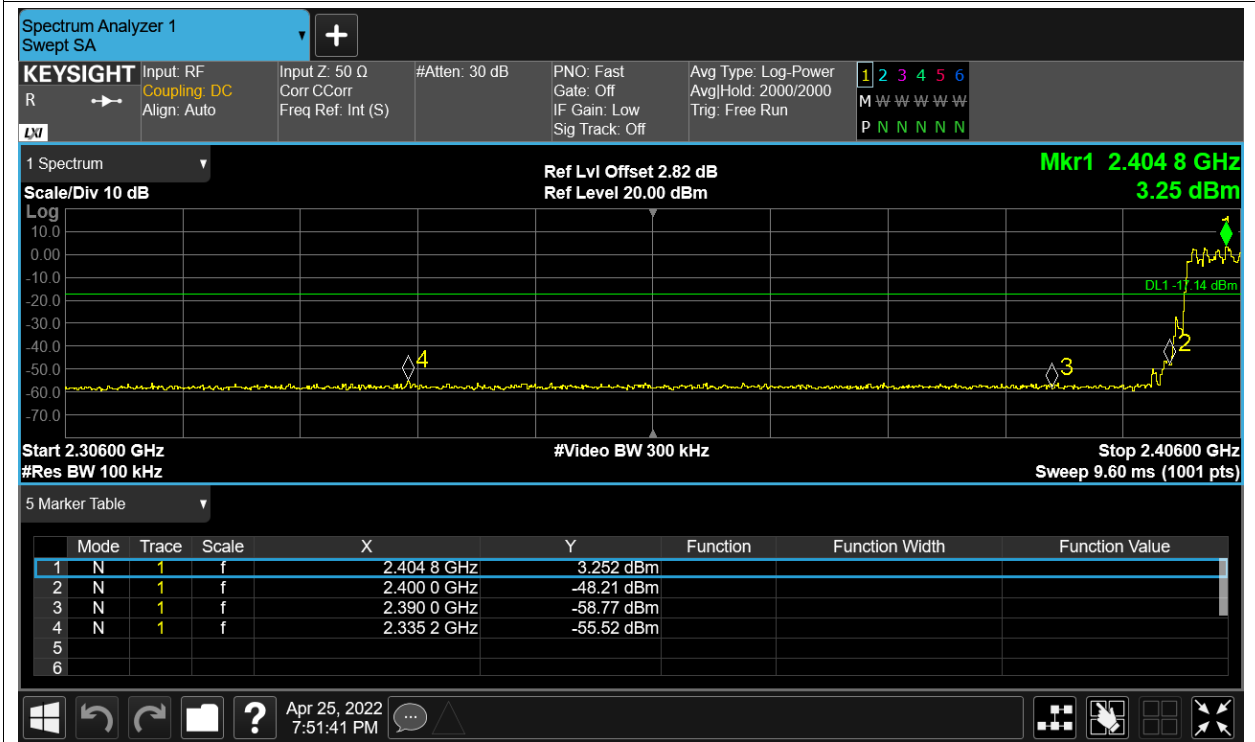 Spectrum Analyzer 1
Swept SA
+
KEYSIGHT Input: RF Input Z: 50 Ω #Atten: 30 dB PNO: Fast Avg Type: Log-Power 1 2 3 4 5 6
R Coupling: DC Corr CCorr Gate: Off Avg|Hold: 2000/2000 M W W W W W
Align: Auto Freq Ref: Int (S) IF Gain: Low Trig: Free Run
LXI Sig Track: Off P N N N N N
1 Spectrum Ref Lvl Offset 2.82 dB Mkr1 2.404 8 GHz
Scale/Div 10 dB Ref Level 20.00 dBm 3.25 dBm
Log
10.0 1
0.00
-10.0
DL1 -17.14 dBm
-20.0
-30.0
-40.0 2
-50.0 4 3
-60.0
-70.0
Start 2.30600 GHz #Video BW 300 kHz Stop 2.40600 GHz
#Res BW 100 kHz Sweep 9.60 ms (1001 pts)
5 Marker Table
Mode Trace Scale X Y Function Function Width Function Value
1 N 1 f 2.404 8 GHz 3.252 dBm
2 N 1 f 2.400 0 GHz -48.21 dBm
3 N 1 f 2.390 0 GHz -58.77 dBm
4 N 1 f 2.335 2 GHz -55.52 dBm
5
6
? Apr 25, 2022
7:51:41 PM